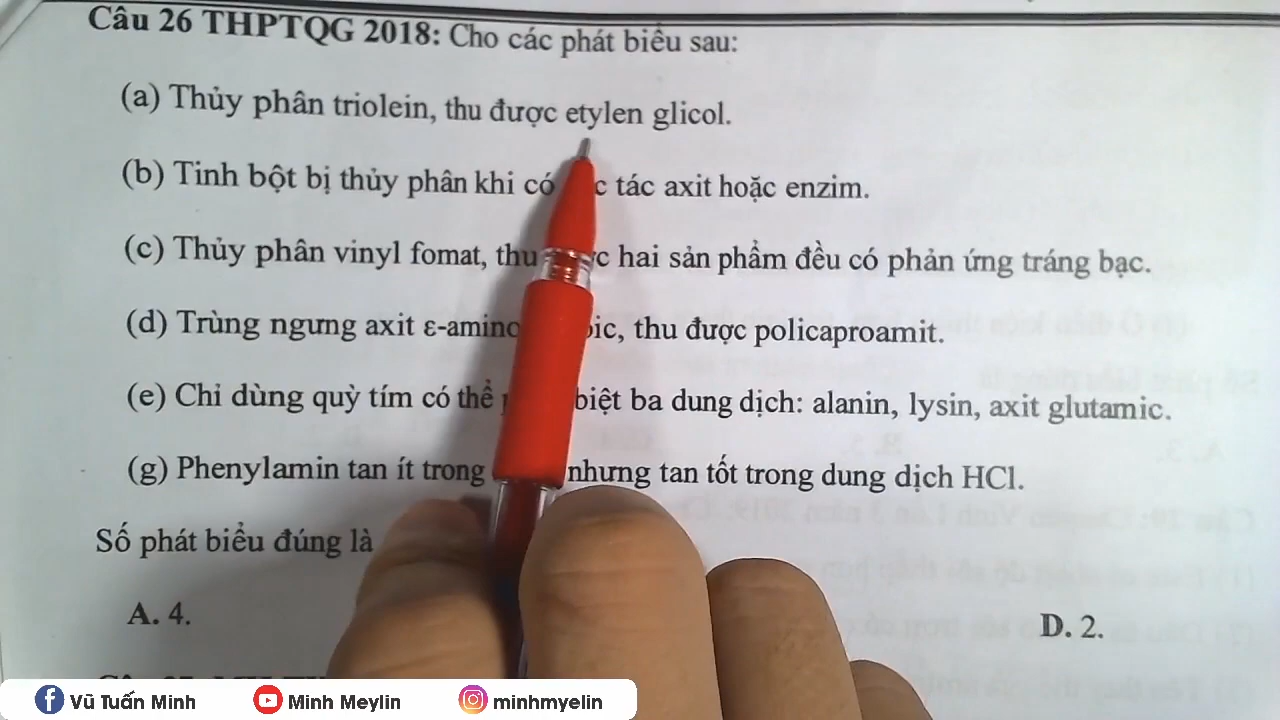 Câu 26 THPTQG 2018: Cho các phát biểu sau:
(a) Thủy phân triolein, thu được etylen glicol.
(b) Tinh bột bị thủy phân khi có tác axit hoặc enzim.
(c) Thủy phân vinyl fomat, thu hai sản phẩm đều có phản ứng tráng bạc.
(d) Trùng ngưng axit thu được policaproamit.
(e) Chỉ dùng quỳ tím có thể biệt ba dung dịch: alanin, lysin, axit glutamic.
(g) Phenylamin tan ít trong nhưng tan tốt trong dung dịch HCl.
Số phát biểu đúng là
A. 4.
D. 2.
Vũ Tuấn Minh
Minh Meylin
minhmyelin